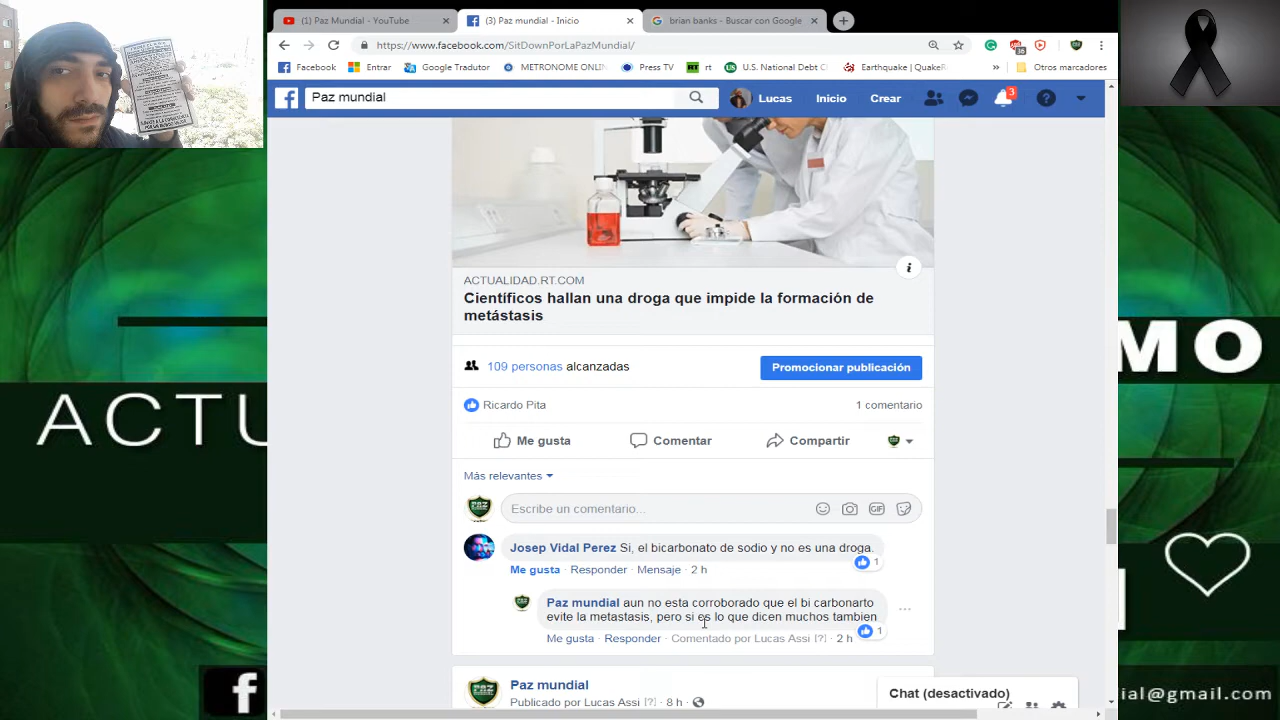 (1) Paz Mundial - YouTube
(3) Paz mundial - Inicio
brian banks - Buscar con Google
https://www.facebook.com/SitDownPorLaPazMundial/
Facebook
Entrar
Google Tradutor
METRONOME ONLIN
Press TV
rt
U.S. National Debt C
Earthquake | QuakeR
»
Otros marcadores
Paz mundial
Lucas
Inicio
Crear
3
ACTUALIDAD.RT.COM
Científicos hallan una droga que impide la formación de
metástasis
109 personas alcanzadas
Promocionar publicación
Ricardo Pita
1 comentario
Me gusta
Comentar
Compartir
Más relevantes
Escribe un comentario...
GIF
Josep Vidal Perez Si, el bicarbonato de sodio y no es una droga.
1
Me gusta · Responder · Mensaje · 2 h
Paz mundial aun no esta corroborado que el bi carbonarto
evite la metastasis, pero si es lo que dicen muchos tambien
1
Me gusta · Responder · Comentado por Lucas Assi [?] · 2 h
Paz mundial
Publicado por Lucas Assi [?] · 8 h ·
Chat (desactivado)
ACTU
MO
ial@gmail.com